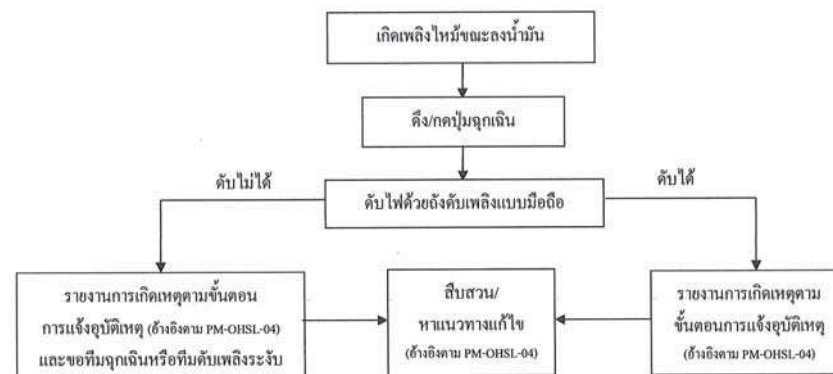 เกิดเพลิงไหม้ขณะลงน้ำมัน
ดึง/กดปุ่มฉุกเฉิน
ดับไม่ได้
ดับได้
ดับไฟด้วยถังดับเพลิงแบบมือถือ
รายงานการเกิดเหตุตามขั้นตอน
การแจ้งอุบัติเหตุ (อ้างอิงตาม PM-OHSL-04)
และขอทีมฉุกเฉินหรือทีมดับเพลิงระงับ
สืบสวน/
หาแนวทางแก้ไข
(อ้างอิงตาม PM-OHSL-04)
รายงานการเกิดเหตุตาม
ขั้นตอนการแจ้งอุบัติเหตุ
(อ้างอิงตาม PM-OHSL-04)